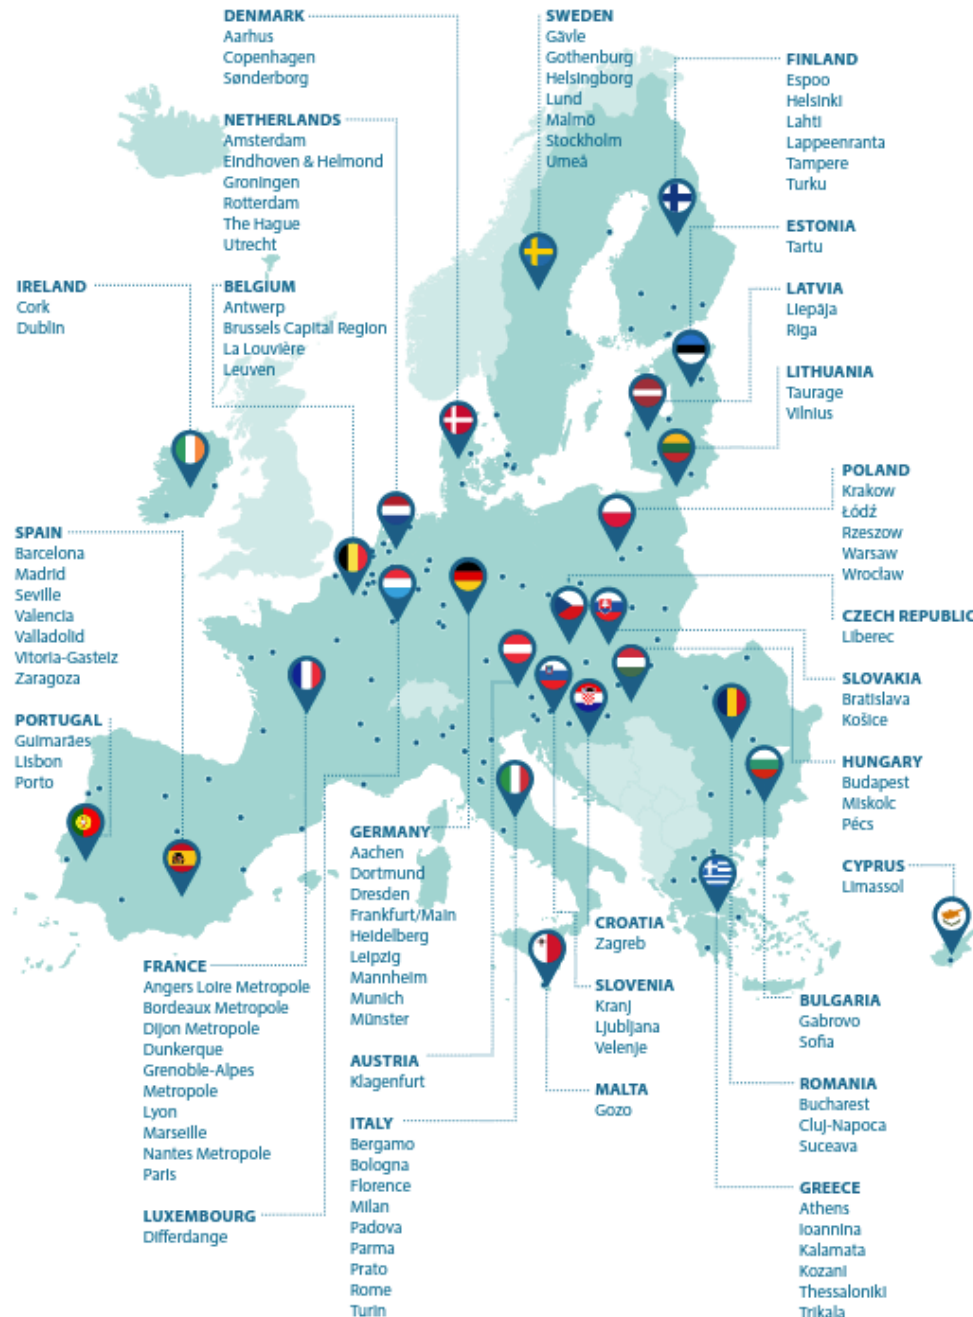 DENMARK
Aarhus
Copenhagen
Sønderborg
SWEDEN
Gävle
Gothenburg
Helsingborg
Lund
Malmö
Stockholm
Umeå
FINLAND
Espoo
Helsinki
Lahti
Lappeenranta
Tampere
Turku
NETHERLANDS
Amsterdam
Eindhoven & Helmond
Groningen
Rotterdam
The Hague
Utrecht
ESTONIA
Tartu
IRELAND
Cork
Dublin
BELGIUM
Antwerp
Brussels Capital Region
La Louvière
Leuven
LATVIA
Liepāja
Riga
LITHUANIA
Taurage
Vilnius
POLAND
Krakow
Łódź
Rzeszow
Warsaw
Wrocław
SPAIN
Barcelona
Madrid
Seville
Valencia
Valladolid
Vitoria-Gasteiz
Zaragoza
CZECH REPUBLIC
Liberec
SLOVAKIA
Bratislava
Košice
PORTUGAL
Guimarães
Lisbon
Porto
HUNGARY
Budapest
Miskolc
Pécs
GERMANY
Aachen
Dortmund
Dresden
Frankfurt/Main
Heidelberg
Leipzig
Mannheim
Munich
Münster
CYPRUS
Limassol
CROATIA
Zagreb
FRANCE
Angers Loire Metropole
Bordeaux Metropole
Dijon Metropole
Dunkerque
Grenoble-Alpes
Metropole
Lyon
Marseille
Nantes Metropole
Paris
SLOVENIA
Kranj
Ljubljana
Velenje
BULGARIA
Gabrovo
Sofia
AUSTRIA
Klagenfurt
MALTA
Gozo
ROMANIA
Bucharest
Cluj-Napoca
Suceava
ITALY
Bergamo
Bologna
Florence
Milan
Padova
Parma
Prato
Rome
Turin
LUXEMBOURG
Differdange
GREECE
Athens
Ioannina
Kalamata
Kozani
Thessaloniki
Trikala